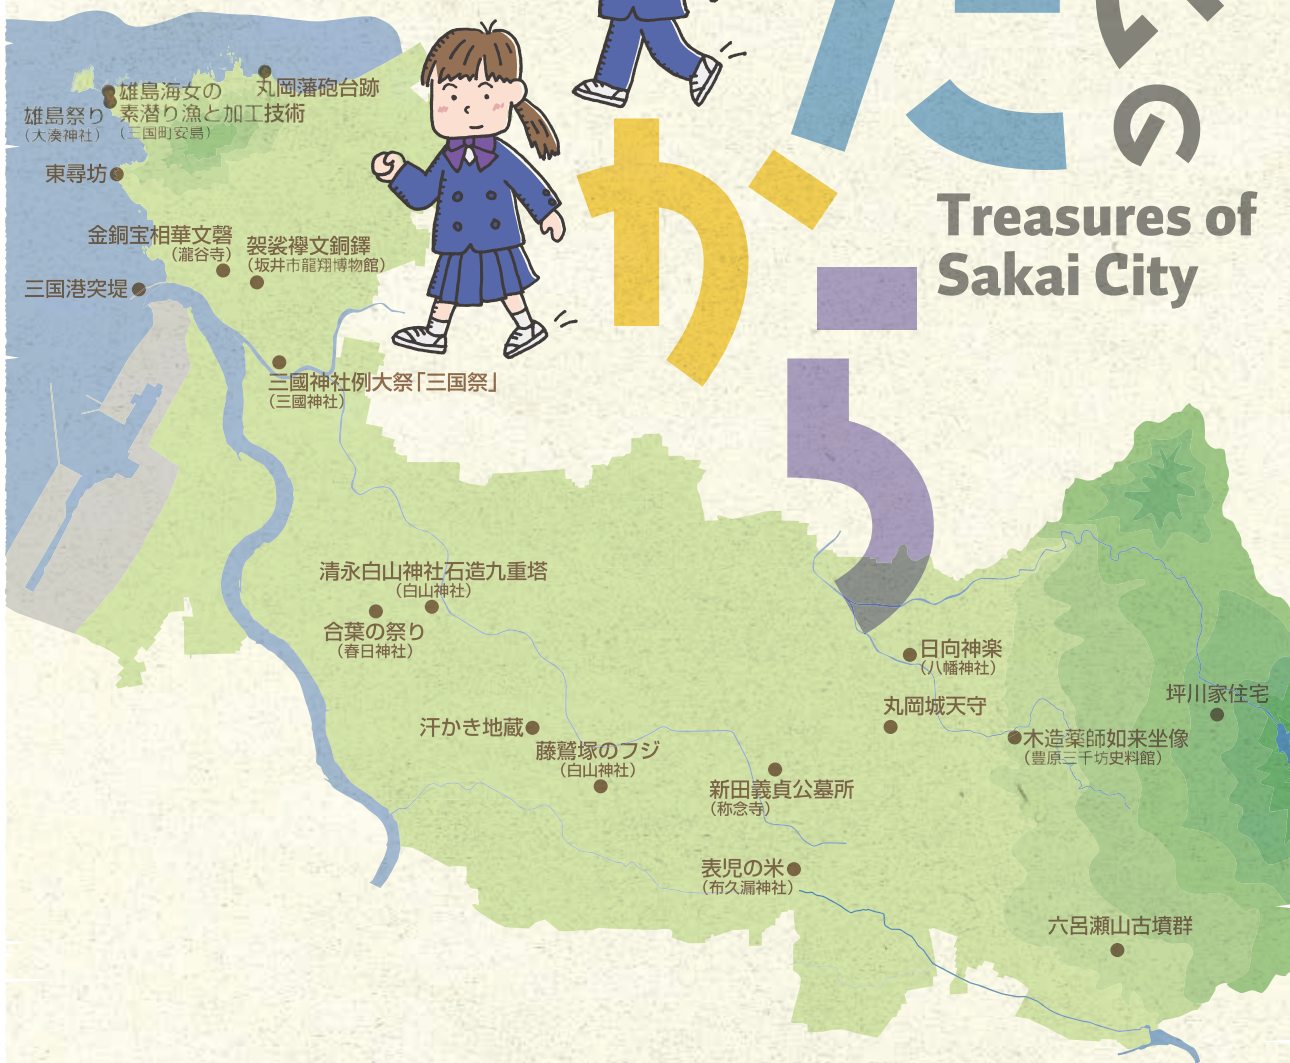 たからい
の
Treasures of
Sakai City
丸岡藩砲台跡
雄島海女の
素潜り漁と加工技術
（三国町安島）
雄島祭り
（大湊神社）
東尋坊
金銅宝相華文磬
（瀧谷寺）
袈裟襷文銅鐸
（坂井市龍翔博物館）
三国港突堤
三國神社例大祭「三国祭」
（三國神社）
清永白山神社石造九重塔
（白山神社）
合葉の祭り
（春日神社）
日向神楽
（八幡神社）
坪川家住宅
丸岡城天守
汗かき地蔵
木造薬師如来坐像
（豊原三千坊史料館）
藤鷲塚のフジ
（白山神社）
新田義貞公墓所
（称念寺）
表児の米
（布久漏神社）
六呂瀬山古墳群